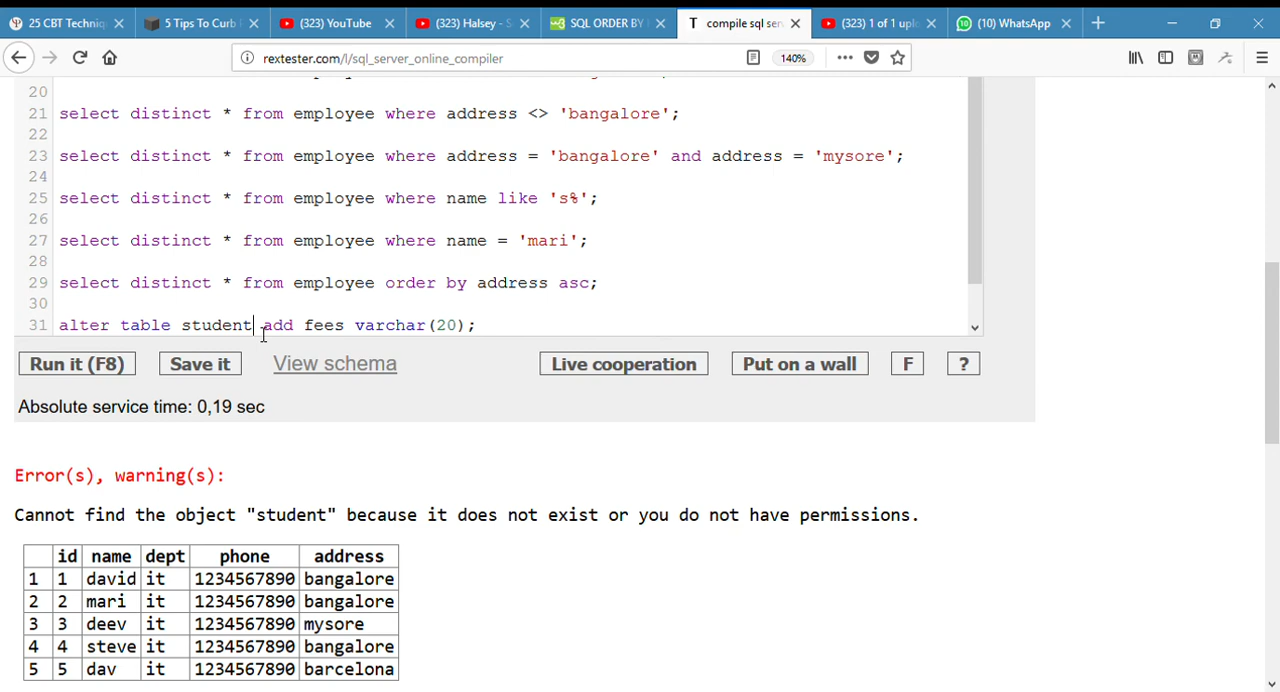 25 CBT Techniq
5 Tips To Curb
(323) YouTube
(323) Halsey - S
SQL ORDER BY
compile sql ser
(323) 1 of 1 uplo
(10) WhatsApp
rextester.com/l/sql_server_online_compiler
140%
20
21 select distinct * from employee where address <> 'bangalore';
22
23 select distinct * from employee where address = 'bangalore' and address = 'mysore';
24
25 select distinct * from employee where name like 's%';
26
27 select distinct * from employee where name = 'mari';
28
29 select distinct * from employee order by address asc;
30
31 alter table student add fees varchar(20);
Run it (F8) Save it View schema Live cooperation Put on a wall F ?
Absolute service time: 0,19 sec
Error(s), warning(s):
Cannot find the object "student" because it does not exist or you do not have permissions.
id name dept phone address
1 1 david it 1234567890 bangalore
2 2 mari it 1234567890 bangalore
3 3 deev it 1234567890 mysore
4 4 steve it 1234567890 bangalore
5 5 dav it 1234567890 barcelona